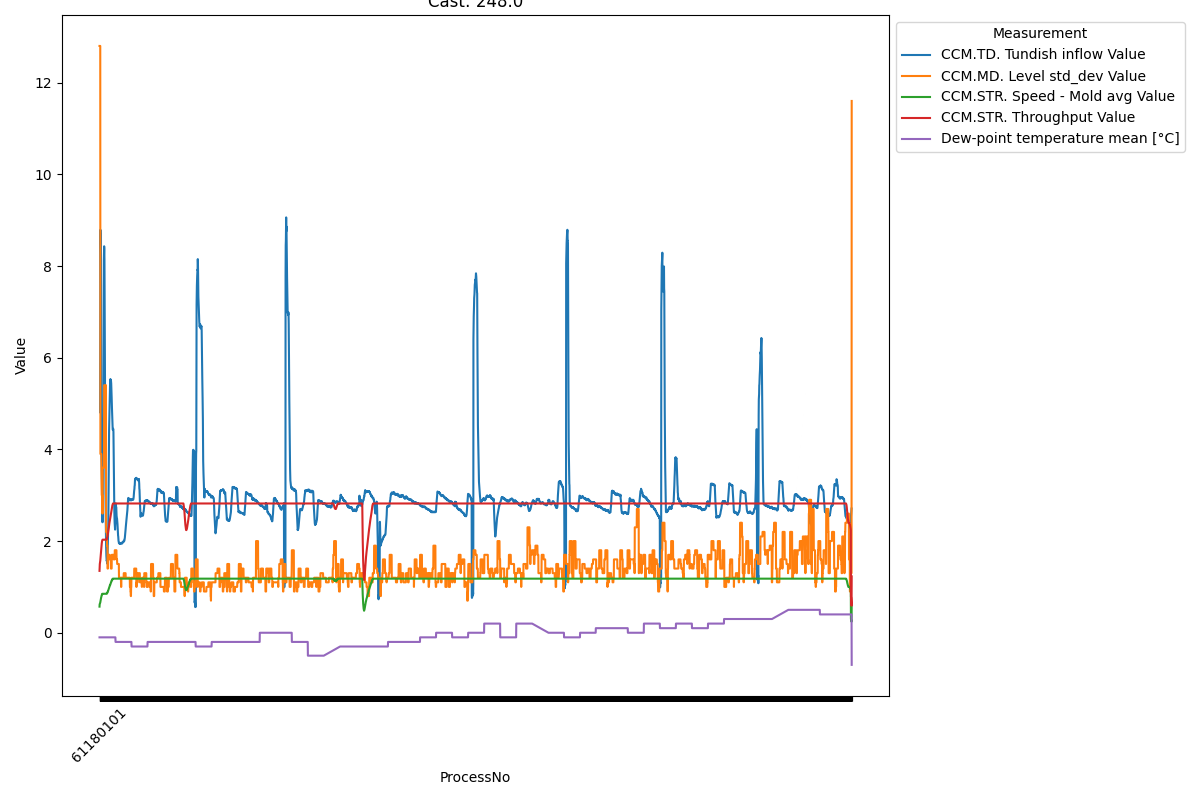 Cast: 248.0
Measurement
CCM.TD. Tundish inflow Value
CCM.MD. Level std_dev Value
CCM.STR. Speed - Mold avg Value
CCM.STR. Throughput Value
Dew-point temperature mean [°C]
12
10
8
6
4
2
0
Value
61180101
ProcessNo